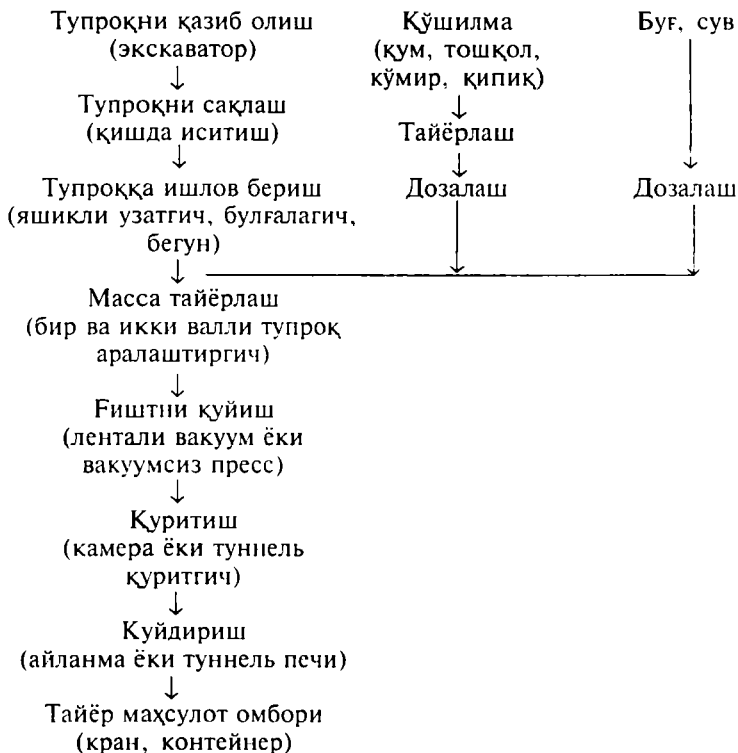 Тупроқни қазиб олиш
(экскаватор)
Тупроқни сақлаш
(қишда иситиш)
Тупроққа ишлов бериш
(яшикли узатгич, булғалагич,
бегун)
Қўшилма
(қум, тошқол,
кўмир, қипиқ)
Тайёрлаш
Дозалаш
Буғ, сув
Дозалаш
Масса тайёрлаш
(бир ва икки валли тупроқ
аралаштиргич)
Ғиштни қуйиш
(лентали вакуум ёки
вакуумсиз пресс)
Қуритиш
(камера ёки туннель
қуритгич)
Куйдириш
(айланма ёки туннель печи)
Тайёр маҳсулот омбори
(кран, контейнер)